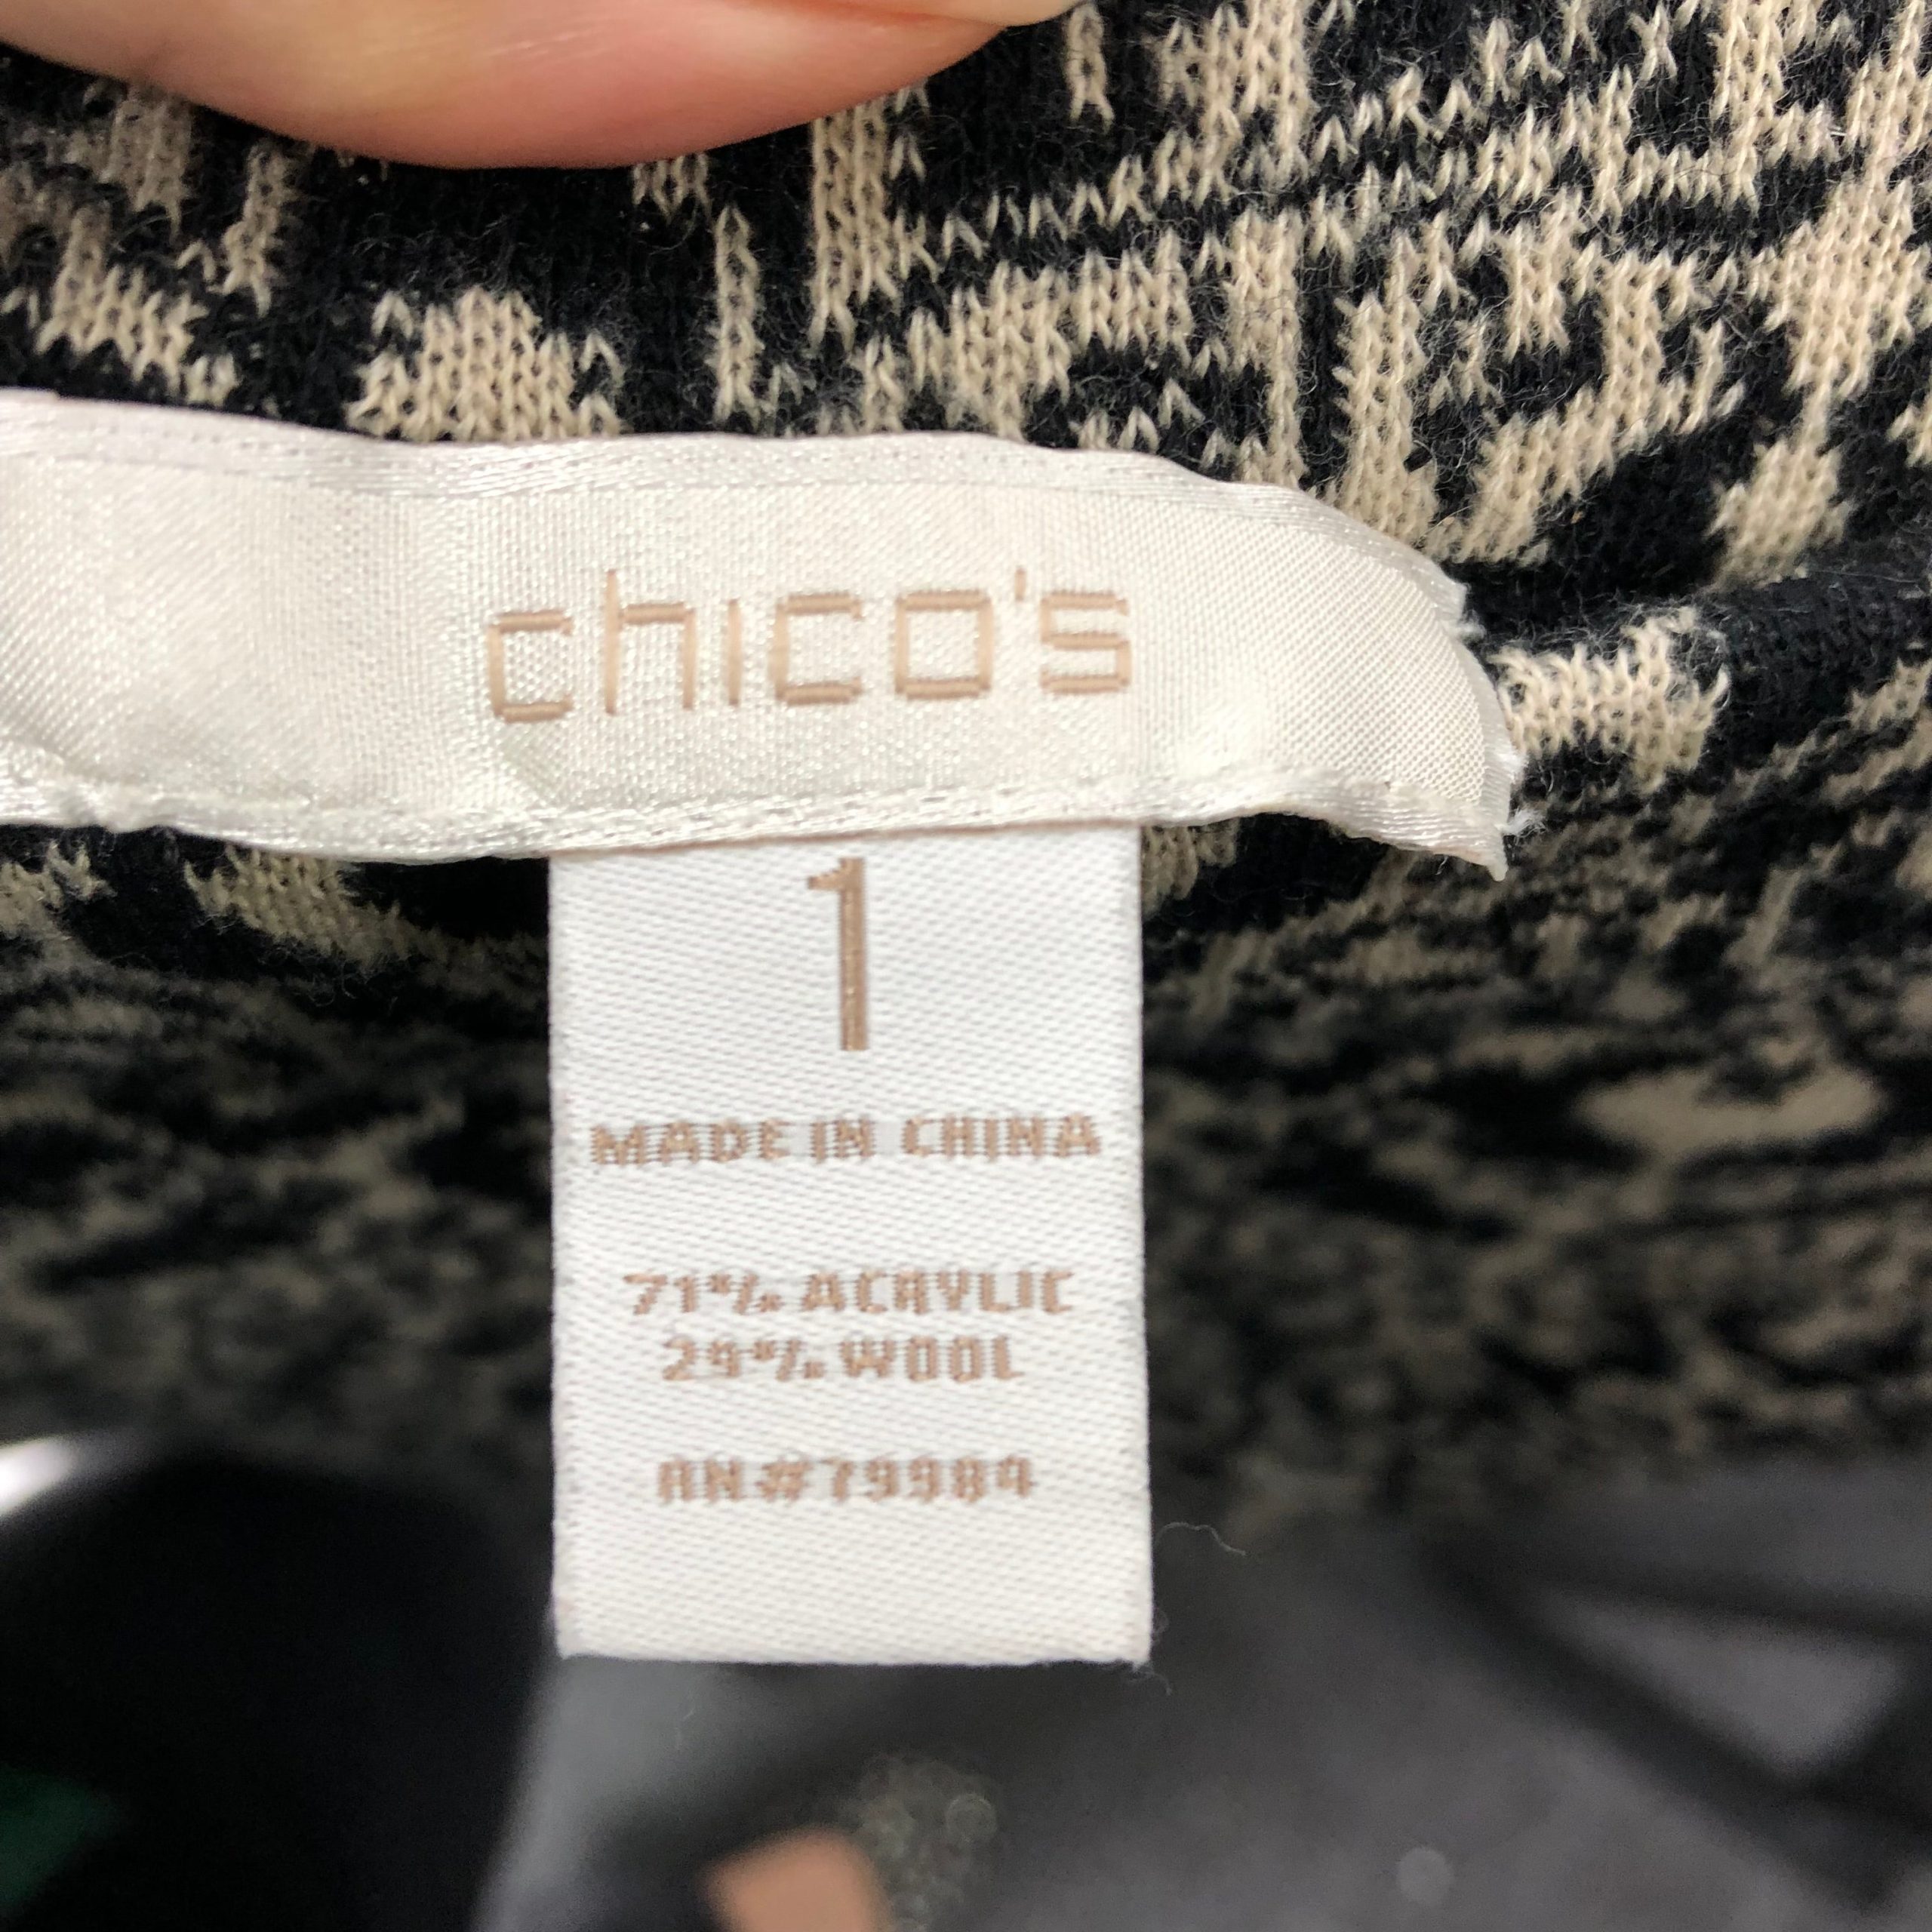 chico's
1
MADE IN CHINA
71% ACRYLIC
29% WOOL
RN#79984